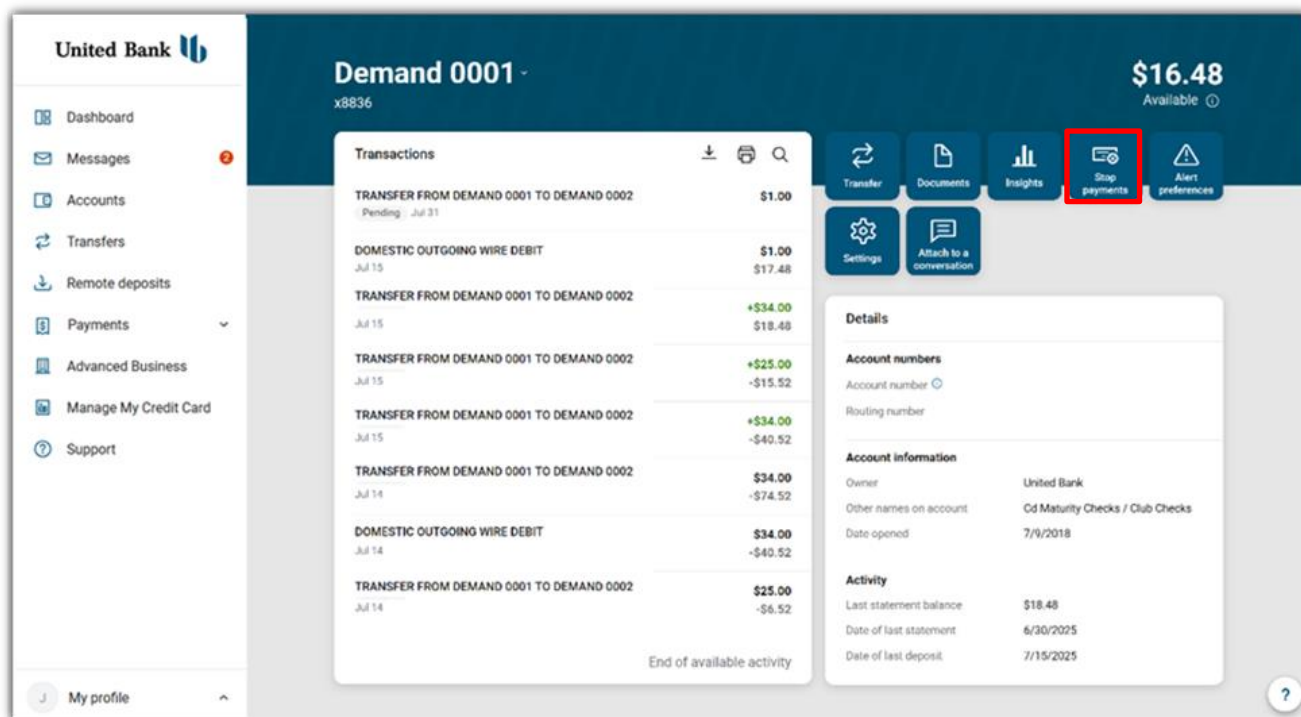 United Bank
Dashboard
Messages
2
Accounts
Transfers
Remote deposits
Payments
Advanced Business
Manage My Credit Card
Support
J
My profile
Demand 0001
x8836
$16.48
Available
Transactions
TRANSFER FROM DEMAND 0001 TO DEMAND 0002 $1.00
Pending Jul 31
DOMESTIC OUTGOING WIRE DEBIT $1.00
Jul 15 $17.48
TRANSFER FROM DEMAND 0001 TO DEMAND 0002 +$34.00
Jul 15 $18.48
TRANSFER FROM DEMAND 0001 TO DEMAND 0002 +$25.00
Jul 15 -$15.52
TRANSFER FROM DEMAND 0001 TO DEMAND 0002 +$34.00
Jul 15 -$40.52
TRANSFER FROM DEMAND 0001 TO DEMAND 0002 $34.00
Jul 14 -$74.52
DOMESTIC OUTGOING WIRE DEBIT $34.00
Jul 14 -$40.52
TRANSFER FROM DEMAND 0001 TO DEMAND 0002 $25.00
Jul 14 -$6.52
End of available activity
Transfer
Documents
Insights
Stop
payments
Alert
preferences
Settings
Attach to a
conversation
Details
Account numbers
Account number
Routing number
Account information
Owner United Bank
Other names on account Cd Maturity Checks / Club Checks
Date opened 7/9/2018
Activity
Last statement balance $18.48
Date of last statement 6/30/2025
Date of last deposit 7/15/2025
?